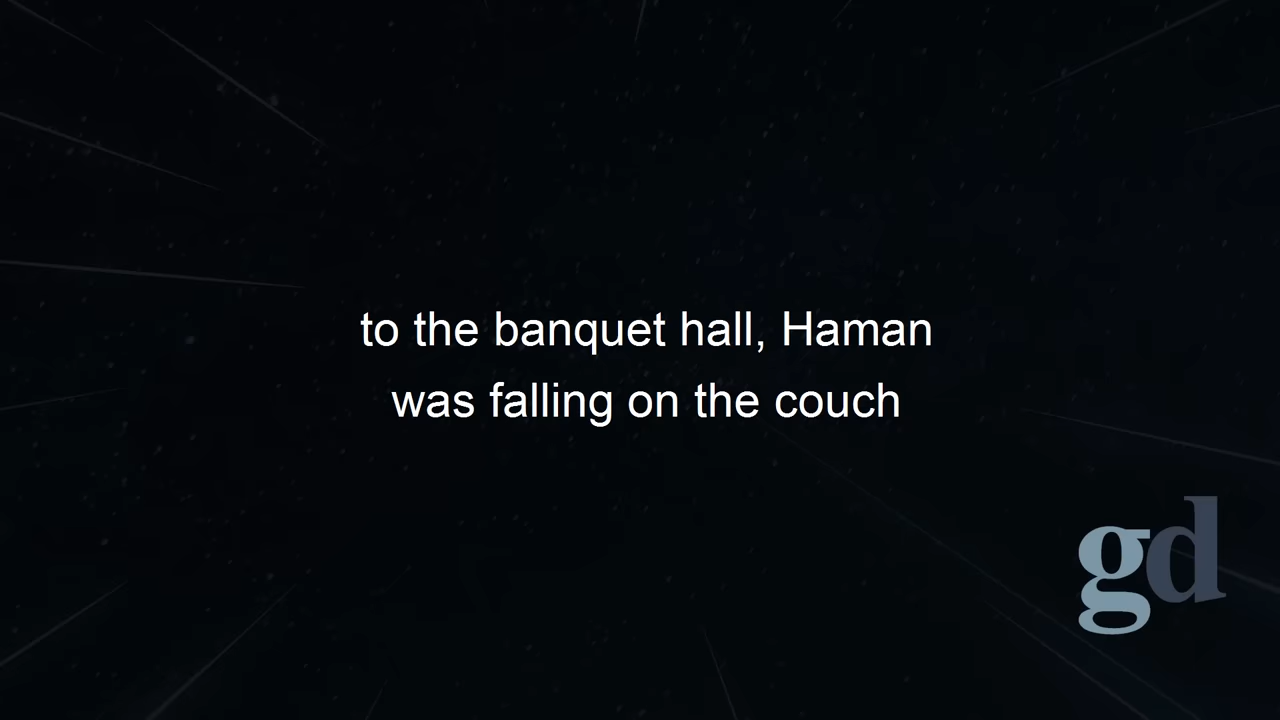 to the banquet hall, Haman
was falling on the couch
gd